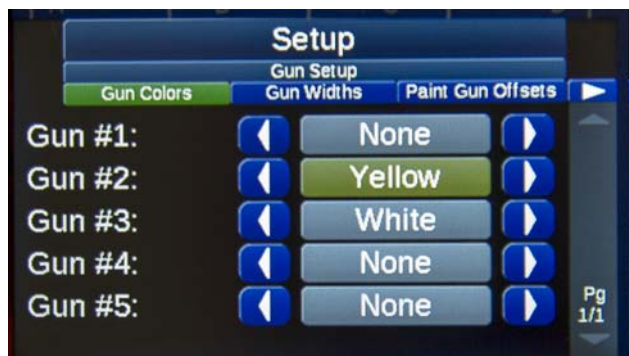 Setup
Gun Setup
Gun Colors Gun Widths Paint Gun Offsets
Gun #1: None
Gun #2: Yellow
Gun #3: White
Gun #4: None
Gun #5: None
Pg
1/1